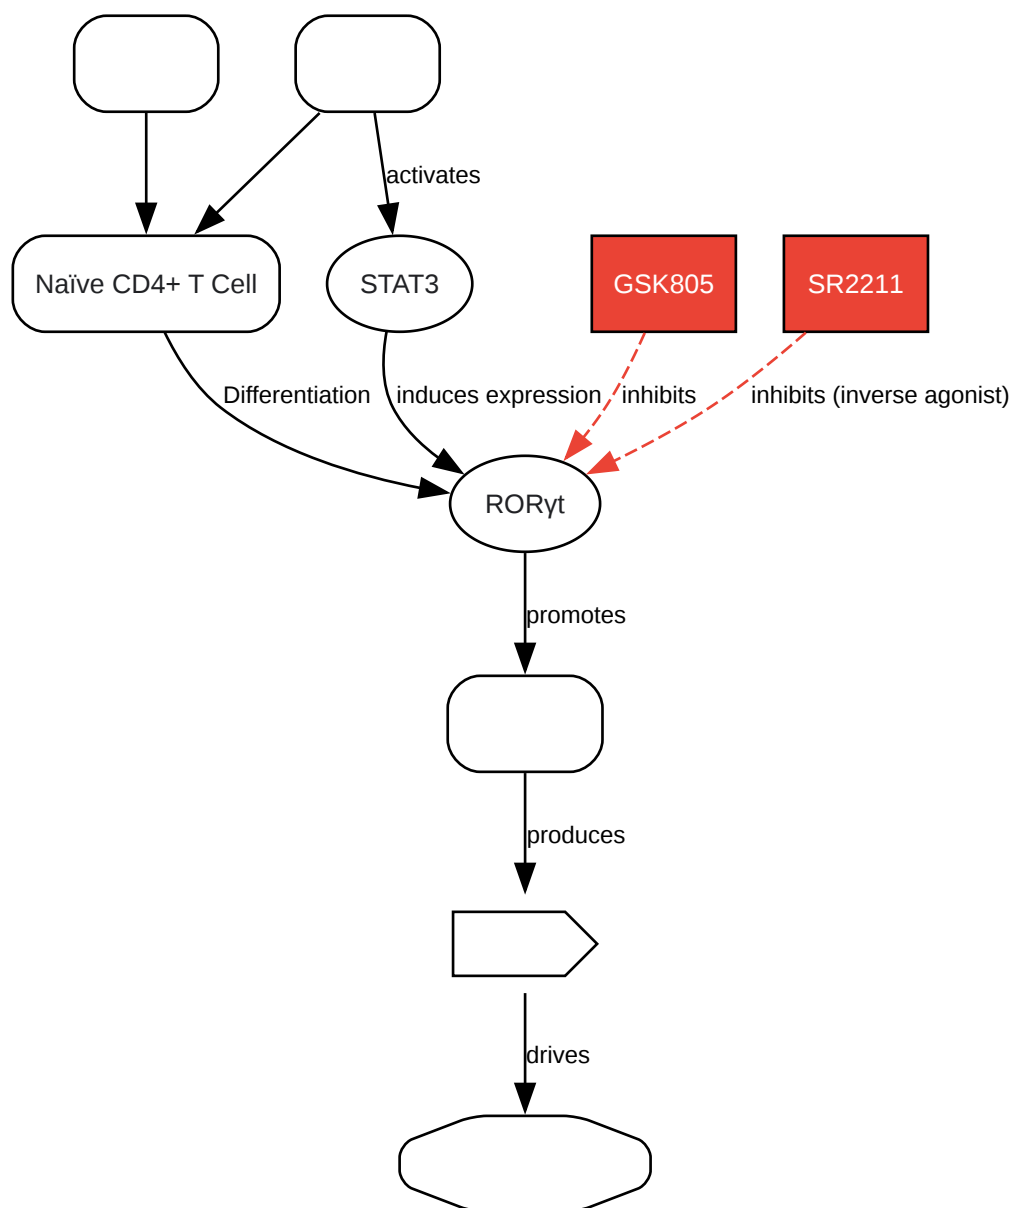 activates
Naïve CD4+ T Cell
STAT3
GSK805
SR2211
Differentiation
induces expression
inhibits
inhibits (inverse agonist)
RORγt
promotes
produces
drives